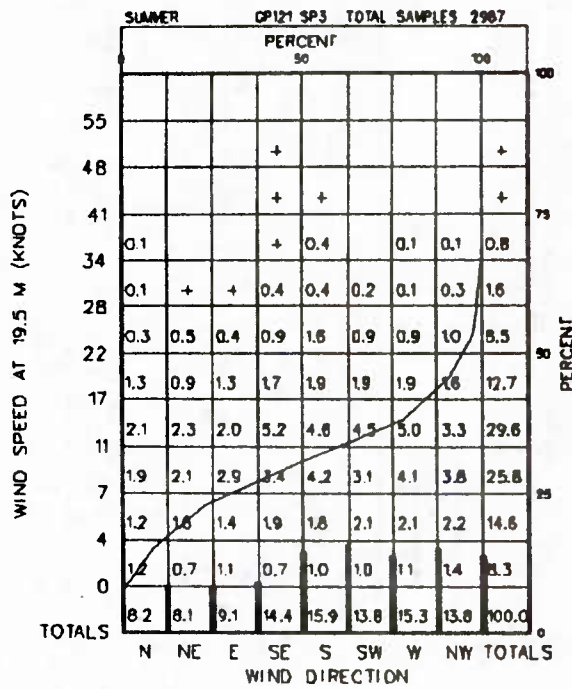 SUMMER GP121 SP3 TOTAL SAMPLES 2967
PERCENT
0 50 100
100
55
+ +
48
+ + +
41 75
0.1 + 0.4 0.1 0.1 0.8
34
0.1 + + 0.4 0.4 0.2 0.1 0.3 1.6
28
0.3 0.5 0.4 0.9 1.6 0.9 0.9 1.0 6.5
22 50
1.3 0.9 1.3 1.7 1.9 1.9 1.9 1.6 12.7
17
2.1 2.3 2.0 5.2 4.6 4.5 5.0 3.3 29.6
11
1.9 2.1 2.9 3.4 4.2 3.1 4.1 3.8 25.8
7 25
1.2 1.6 1.4 1.9 1.8 2.1 2.1 2.2 14.6
4
1.2 0.7 1.1 0.7 1.0 1.0 1.1 1.4 8.3
0
8.2 8.1 9.1 14.4 15.9 13.8 15.3 13.8 100.0
TOTALS 0
N NE E SE S SW W NW TOTALS
WIND DIRECTION
WIND SPEED AT 19.5 M (KNOTS)
PERCENT